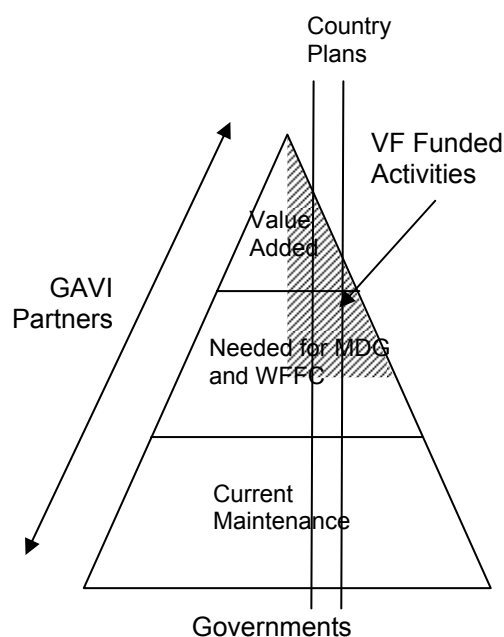 Country
Plans
VF Funded
Activities
Value
Added
GAVI
Partners
Needed for MDG
and WFFC
Current
Maintenance
Governments